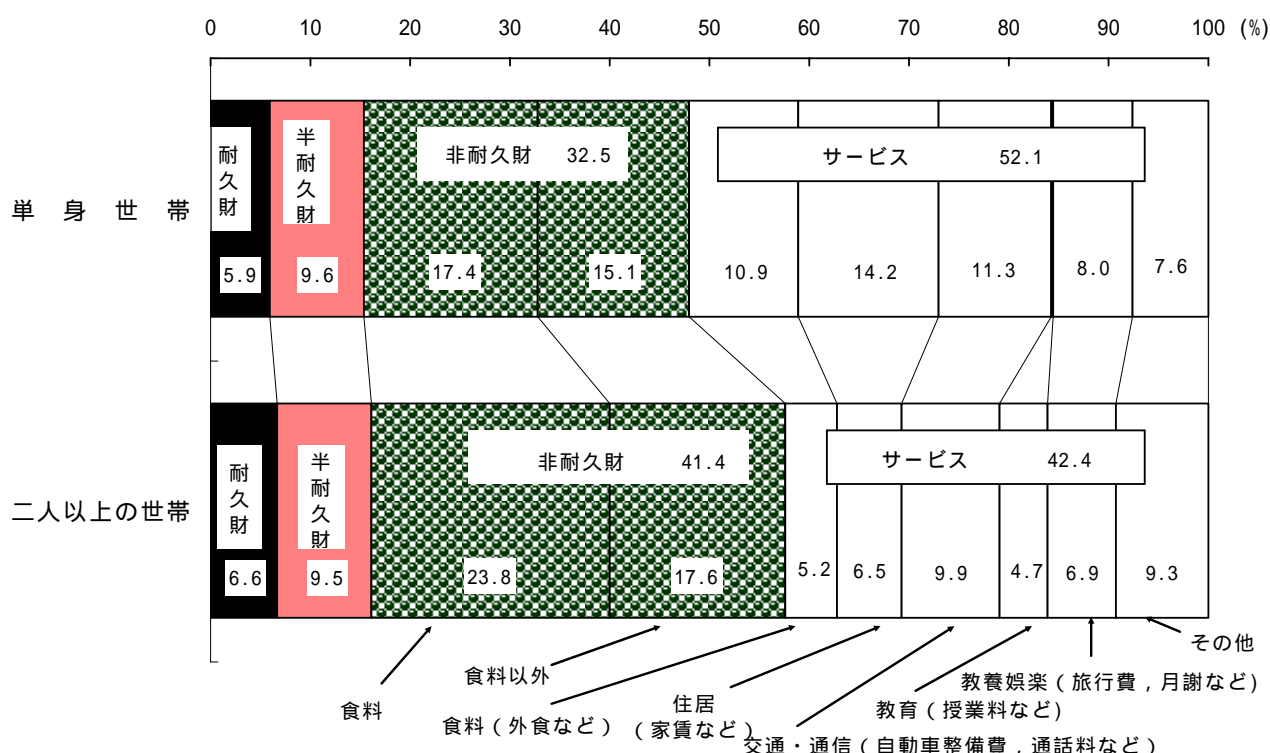 0 10 20 30 40 50 60 70 80 90 100 (%)
単身世帯
耐久財
半耐久財
非耐久財 32.5
サービス 52.1
5.9 9.6 17.4 15.1 10.9 14.2 11.3 8.0 7.6
二人以上の世帯
耐久財
半耐久財
非耐久財 41.4
サービス 42.4
6.6 9.5 23.8 17.6 5.2 6.5 9.9 4.7 6.9 9.3
食料
食料以外
食料(外食など)
住居
(家賃など)
交通・通信(自動車整備費,通話料など)
教育(授業料など)
教養娯楽(旅行費,月謝など)
その他